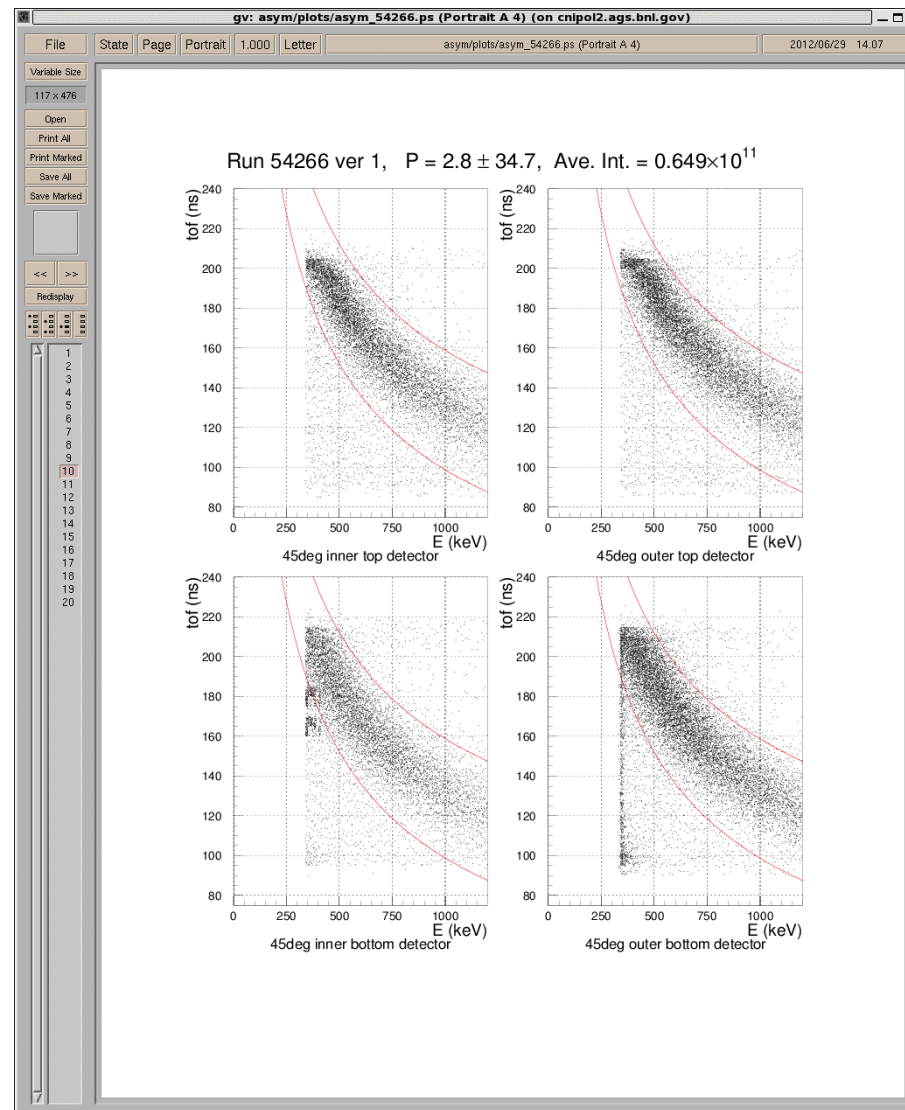 gv: asym/plots/asym_54266.ps (Portrait A 4) (on cnipol2.ags.bnl.gov)
File State Page Portrait 1.000 Letter asym/plots/asym_54266.ps (Portrait A 4) 2012/06/29 14.07
Variable Size
117 x 476
Open
Print All
Print Marked
Save All
Save Marked
<< >>
Redisplay
1
2
3
4
5
6
7
8
9
10
11
12
13
14
15
16
17
18
19
20
Run 54266 ver 1, P = 2.8 ± 34.7, Ave. Int. = 0.649×10^11
tof (ns)
240
220
200
180
160
140
120
100
80
0 250 500 750 1000
E (keV)
45deg inner top detector
tof (ns)
240
220
200
180
160
140
120
100
80
0 250 500 750 1000
E (keV)
45deg outer top detector
tof (ns)
240
220
200
180
160
140
120
100
80
0 250 500 750 1000
E (keV)
45deg inner bottom detector
tof (ns)
240
220
200
180
160
140
120
100
80
0 250 500 750 1000
E (keV)
45deg outer bottom detector